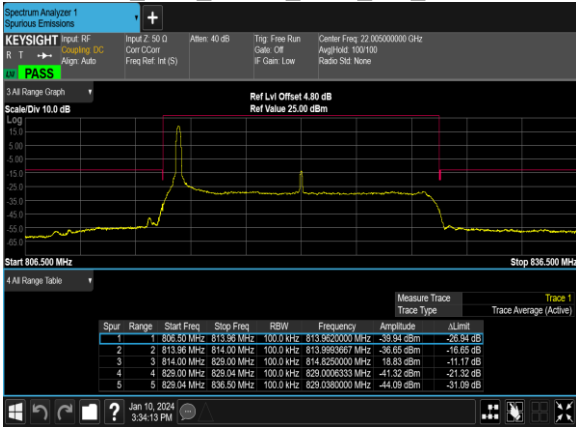 Spectrum Analyzer 1
Spurious Emissions
+
KEYSIGHT Input: RF Input Z: 50 Ω Atten: 40 dB Trig: Free Run Center Freq: 22.005000000 GHz
R T Coupling: DC Corr CCorr Gate: Off Avg|Hold: 100/100
Align: Auto Freq Ref: Int (S) IF Gain: Low Radio Std: None
PASS
3 All Range Graph
Ref Lvl Offset 4.80 dB
Scale/Div 10.0 dB Ref Value 25.00 dBm
Log
15.0
5.00
-5.00
-15.0
-25.0
-35.0
-45.0
-55.0
-65.0
Start 806.500 MHz Stop 836.500 MHz
4 All Range Table
Measure Trace Trace 1
Trace Type Trace Average (Active)
Spur Range Start Freq Stop Freq RBW Frequency Amplitude ΔLimit
1 1 806.50 MHz 813.96 MHz 100.0 kHz 813.9620000 MHz -39.94 dBm -26.94 dB
2 2 813.96 MHz 814.00 MHz 100.0 kHz 813.9993667 MHz -36.65 dBm -16.65 dB
3 3 814.00 MHz 829.00 MHz 100.0 kHz 814.8250000 MHz 18.83 dBm -11.17 dB
4 4 829.00 MHz 829.04 MHz 100.0 kHz 829.0006333 MHz -41.32 dBm -21.32 dB
5 5 829.04 MHz 836.50 MHz 100.0 kHz 829.0380000 MHz -44.09 dBm -31.09 dB
? Jan 10, 2024
3:34:13 PM